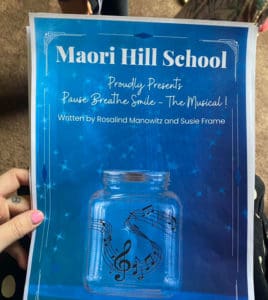 Maori Hill School
Proudly Presents
Pause Breathe Smile - The Musical !
Written by Rosalind Manowitz and Susie Frame